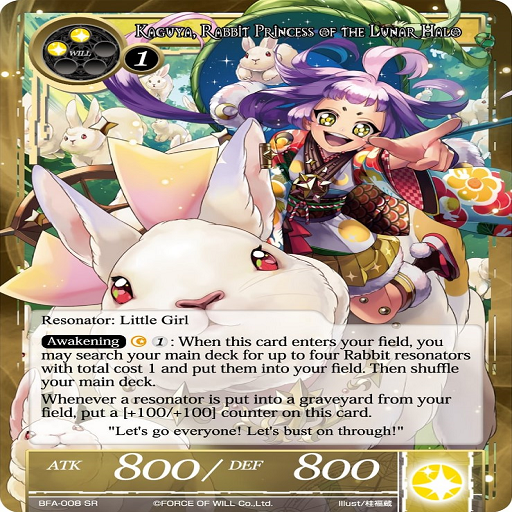 Kaguya, Rabbit Princess of the Lunar Halo
WILL
1
Resonator: Little Girl
Awakening 1 : When this card enters your field, you
may search your main deck for up to four Rabbit resonators
with total cost 1 and put them into your field. Then shuffle
your main deck.
Whenever a resonator is put into a graveyard from your
field, put a [+100/+100] counter on this card.
"Let's go everyone! Let's bust on through!"
ATK 800 / DEF 800
BFA-008 SR ©FORCE OF WILL Co.,Ltd. Illust/桂福蔵